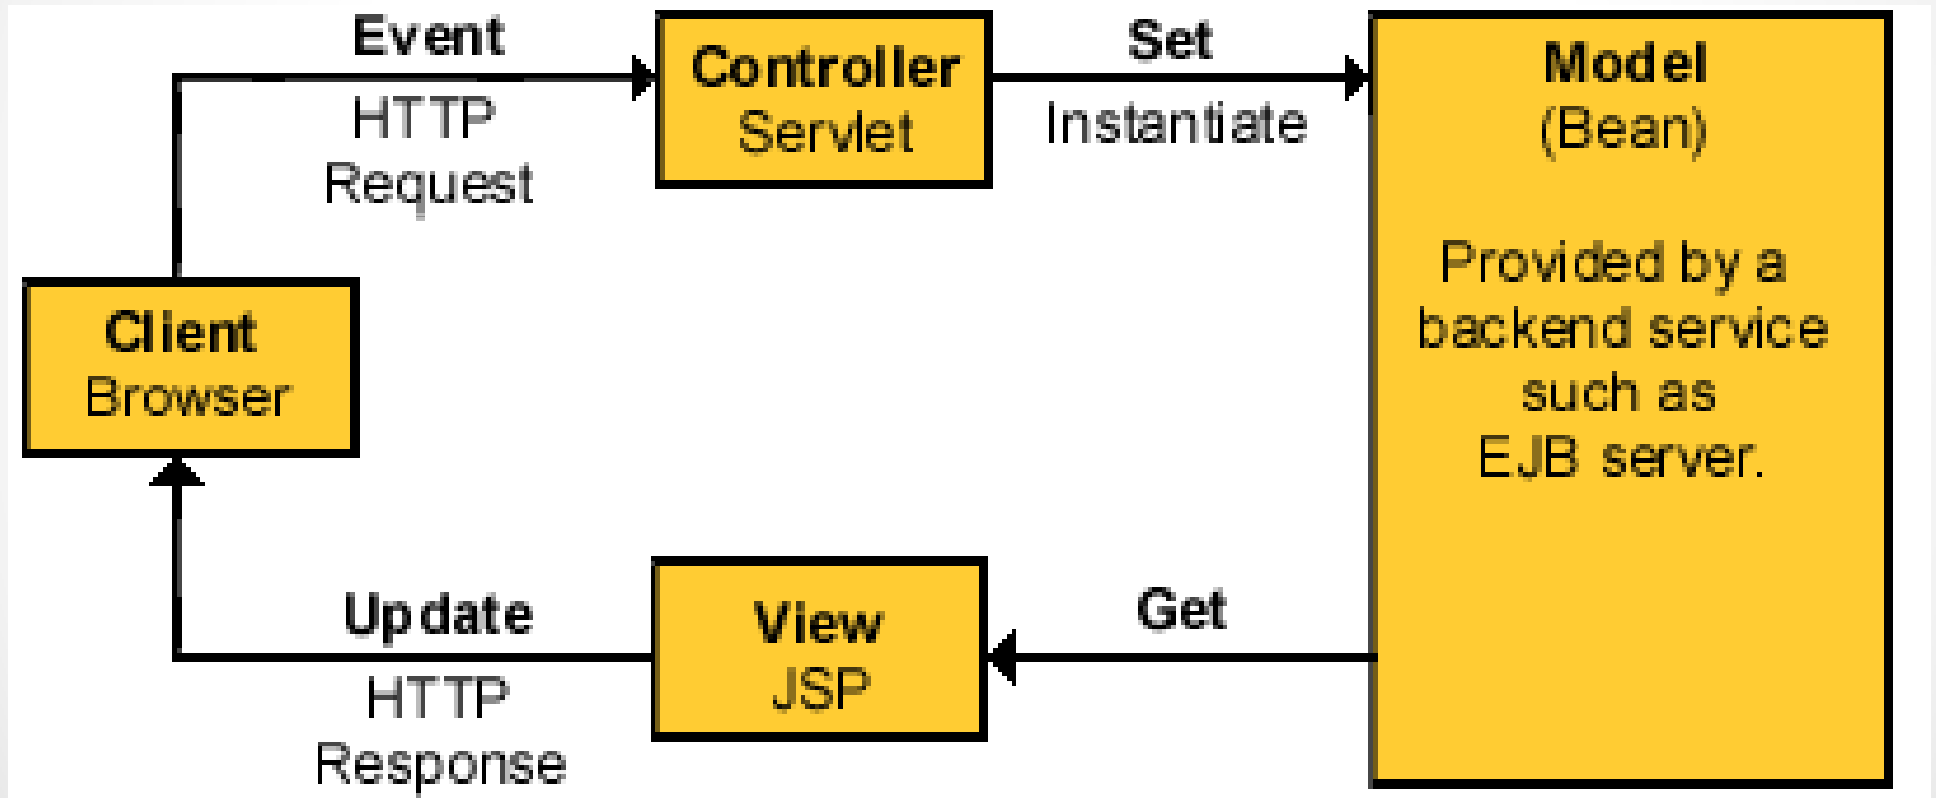 Event
HTTP
Request
Controller
Servlet
Set
Instantiate
Model
(Bean)
Provided by a
backend service
such as
EJB server.
Client
Browser
Update
HTTP
Response
View
JSP
Get